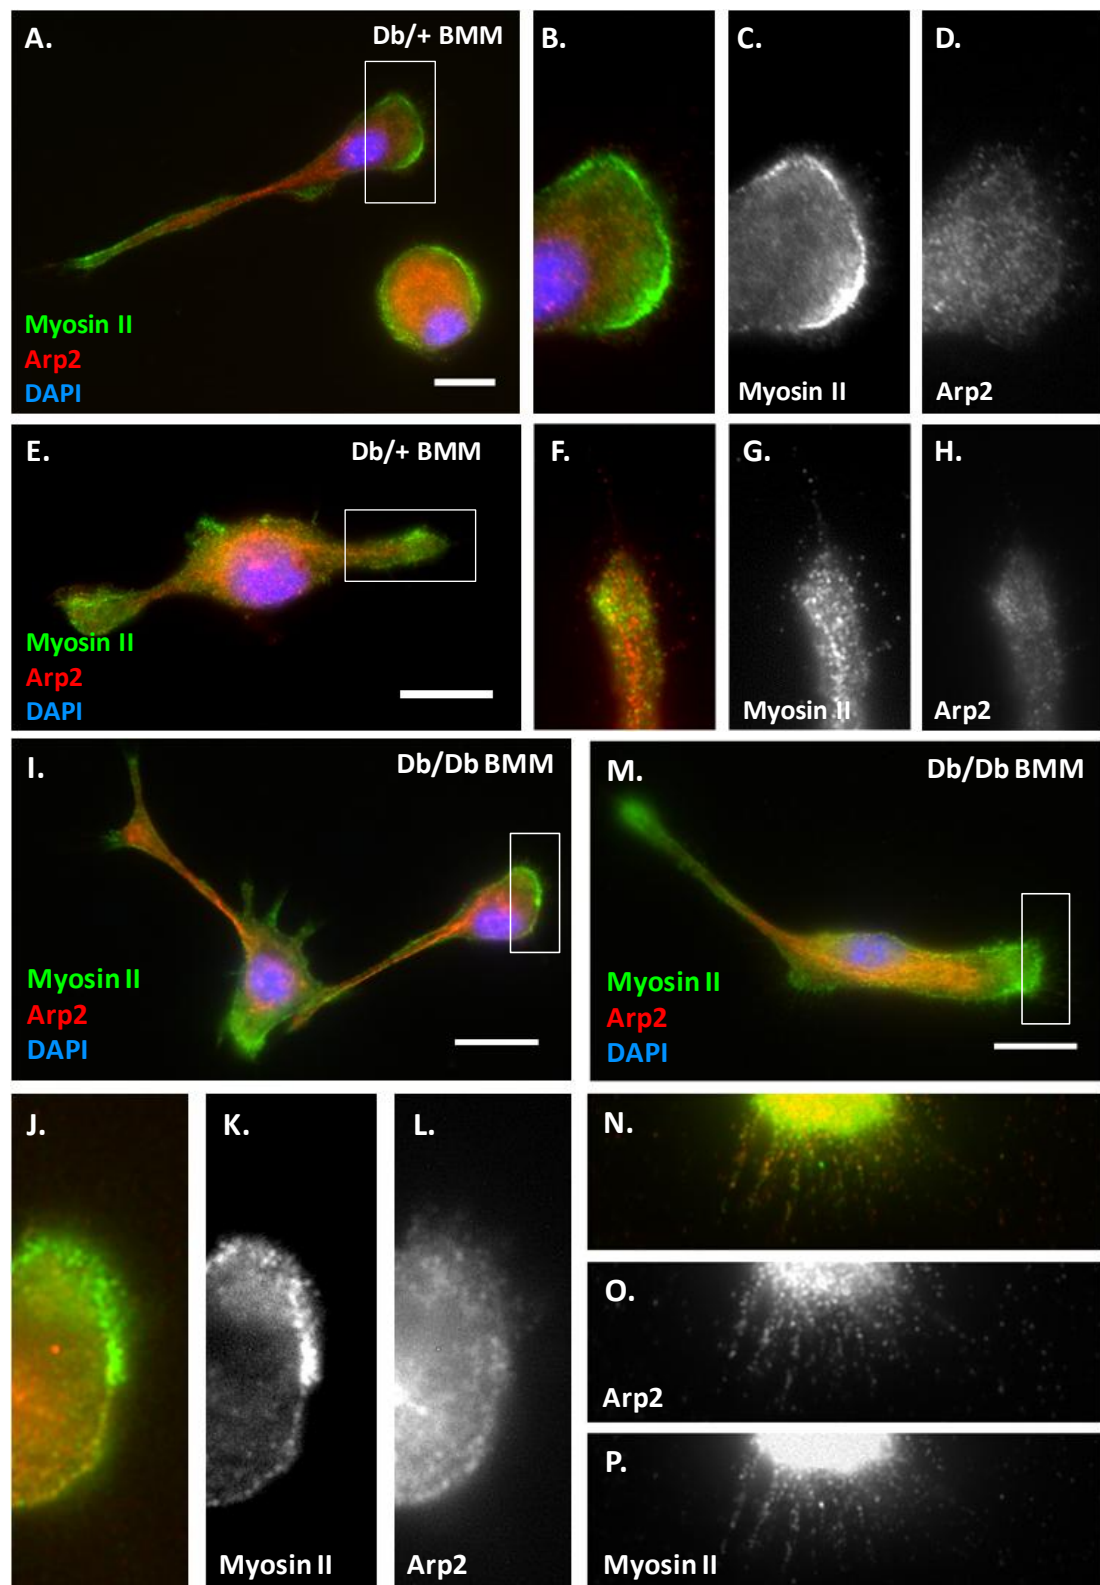 A.
Db/+ BMM
Myosin II
Arp2
DAPI
B.
C.
Myosin II
D.
Arp2
E.
Db/+ BMM
Myosin II
Arp2
DAPI
F.
G.
Myosin II
H.
Arp2
I.
Db/Db BMM
Myosin II
Arp2
DAPI
M.
Db/Db BMM
Myosin II
Arp2
DAPI
J.
K.
Myosin II
L.
Arp2
N.
O.
Arp2
P.
Myosin II